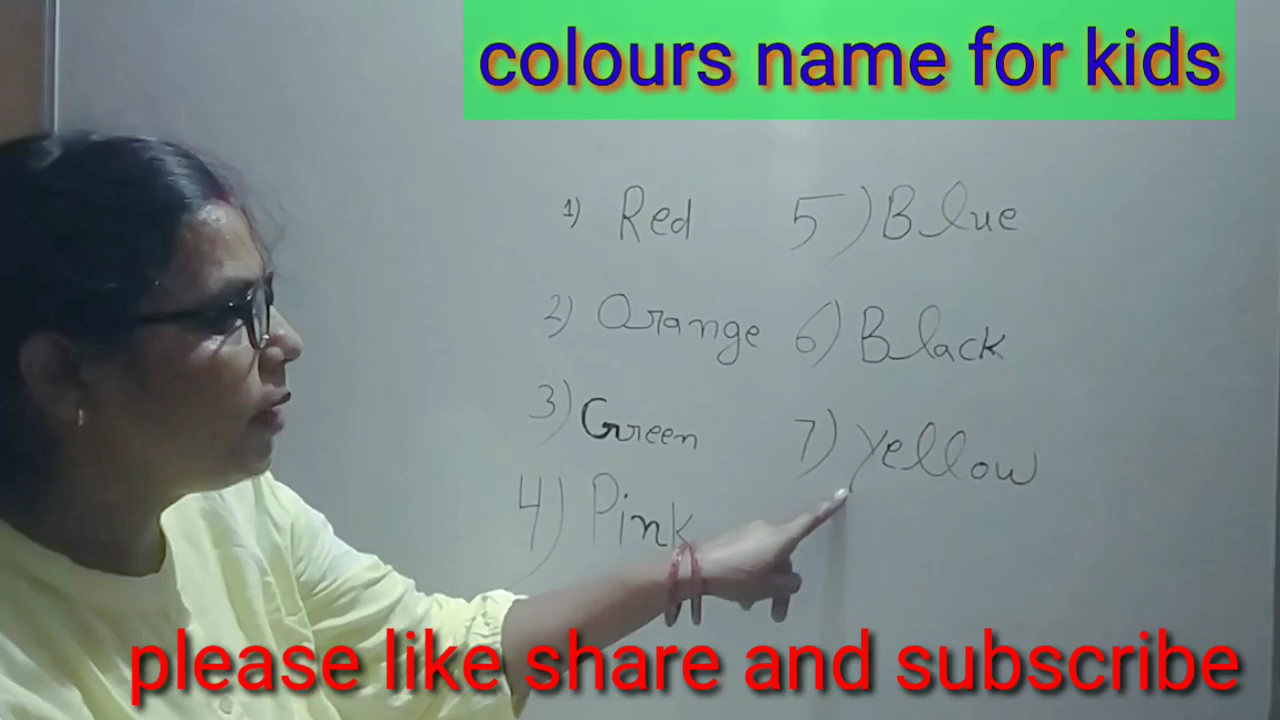 colours name for kids
1) Red
2) Orange
3) Green
4) Pink
5) Blue
6) Black
7) Yellow
please like share and subscribe